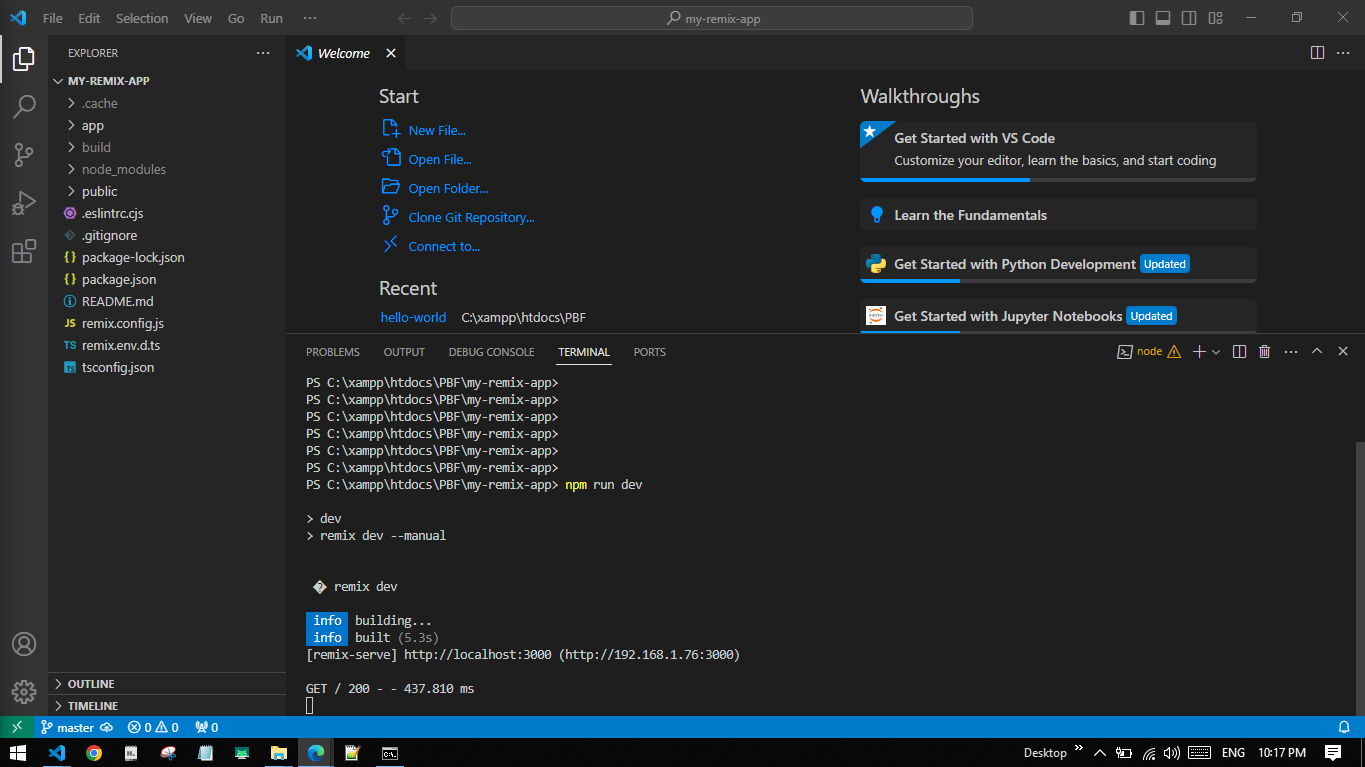 File Edit Selection View Go Run ···
my-remix-app
EXPLORER
MY-REMIX-APP
.cache
app
build
node_modules
public
.eslintrc.cjs
.gitignore
{} package-lock.json
{} package.json
README.md
JS remix.config.js
TS remix.env.d.ts
TS tsconfig.json
OUTLINE
TIMELINE
Welcome
Start
New File...
Open File...
Open Folder...
Clone Git Repository...
Connect to...
Recent
hello-world C:\xampp\htdocs\PBF
Walkthroughs
Get Started with VS Code
Customize your editor, learn the basics, and start coding
Learn the Fundamentals
Get Started with Python Development Updated
Get Started with Jupyter Notebooks Updated
PROBLEMS OUTPUT DEBUG CONSOLE TERMINAL PORTS
node
PS C:\xampp\htdocs\PBF\my-remix-app>
PS C:\xampp\htdocs\PBF\my-remix-app>
PS C:\xampp\htdocs\PBF\my-remix-app>
PS C:\xampp\htdocs\PBF\my-remix-app>
PS C:\xampp\htdocs\PBF\my-remix-app>
PS C:\xampp\htdocs\PBF\my-remix-app>
PS C:\xampp\htdocs\PBF\my-remix-app> npm run dev
> dev
> remix dev --manual
� remix dev
info building...
info built (5.3s)
[remix-serve] http://localhost:3000 (http://192.168.1.76:3000)
GET / 200 - - 437.810 ms
master 0 0 0
Desktop » ENG 10:17 PM